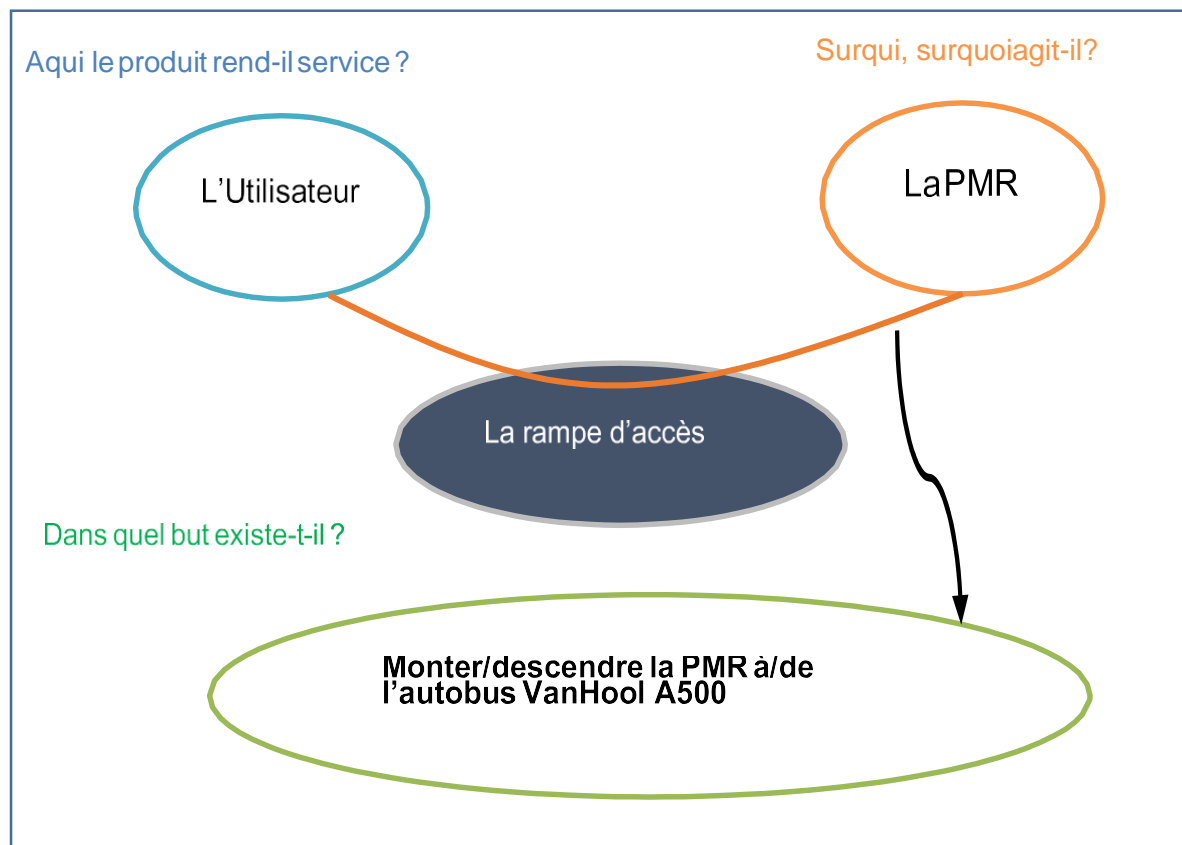 Aqui le produit rend-il service ?
Surqui, surquoiagit-il?
L'Utilisateur
LaPMR
La rampe d'accès
Dans quel but existe-t-il ?
Monter/descendre la PMR à/de
l'autobus VanHool A500